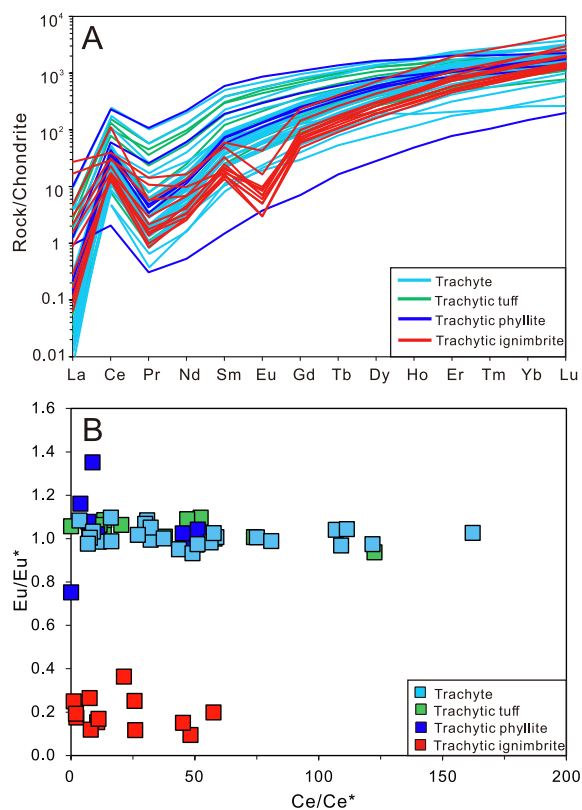 A
Rock/Chondrite
10⁴
10³
10²
10
1
0.1
0.01
Trachyte
Trachytic tuff
Trachytic phyllite
Trachytic ignimbrite
La Ce Pr Nd Sm Eu Gd Tb Dy Ho Er Tm Yb Lu
B
Eu/Eu*
1.6
1.4
1.2
1.0
0.8
0.6
0.4
0.2
0.0
Trachyte
Trachytic tuff
Trachytic phyllite
Trachytic ignimbrite
0 50 100 150 200
Ce/Ce*